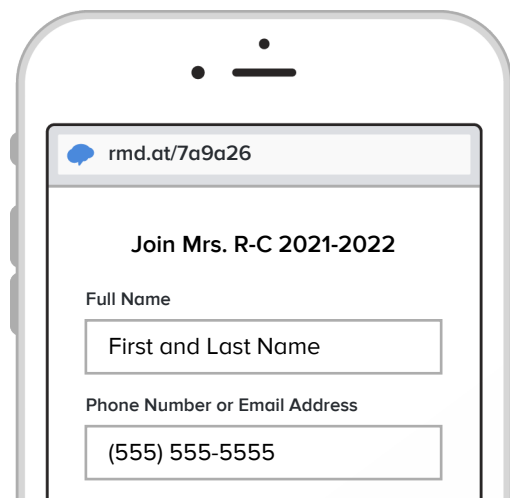 rmd.at/7a9a26
Join Mrs. R-C 2021-2022
Full Name
First and Last Name
Phone Number or Email Address
(555) 555-5555